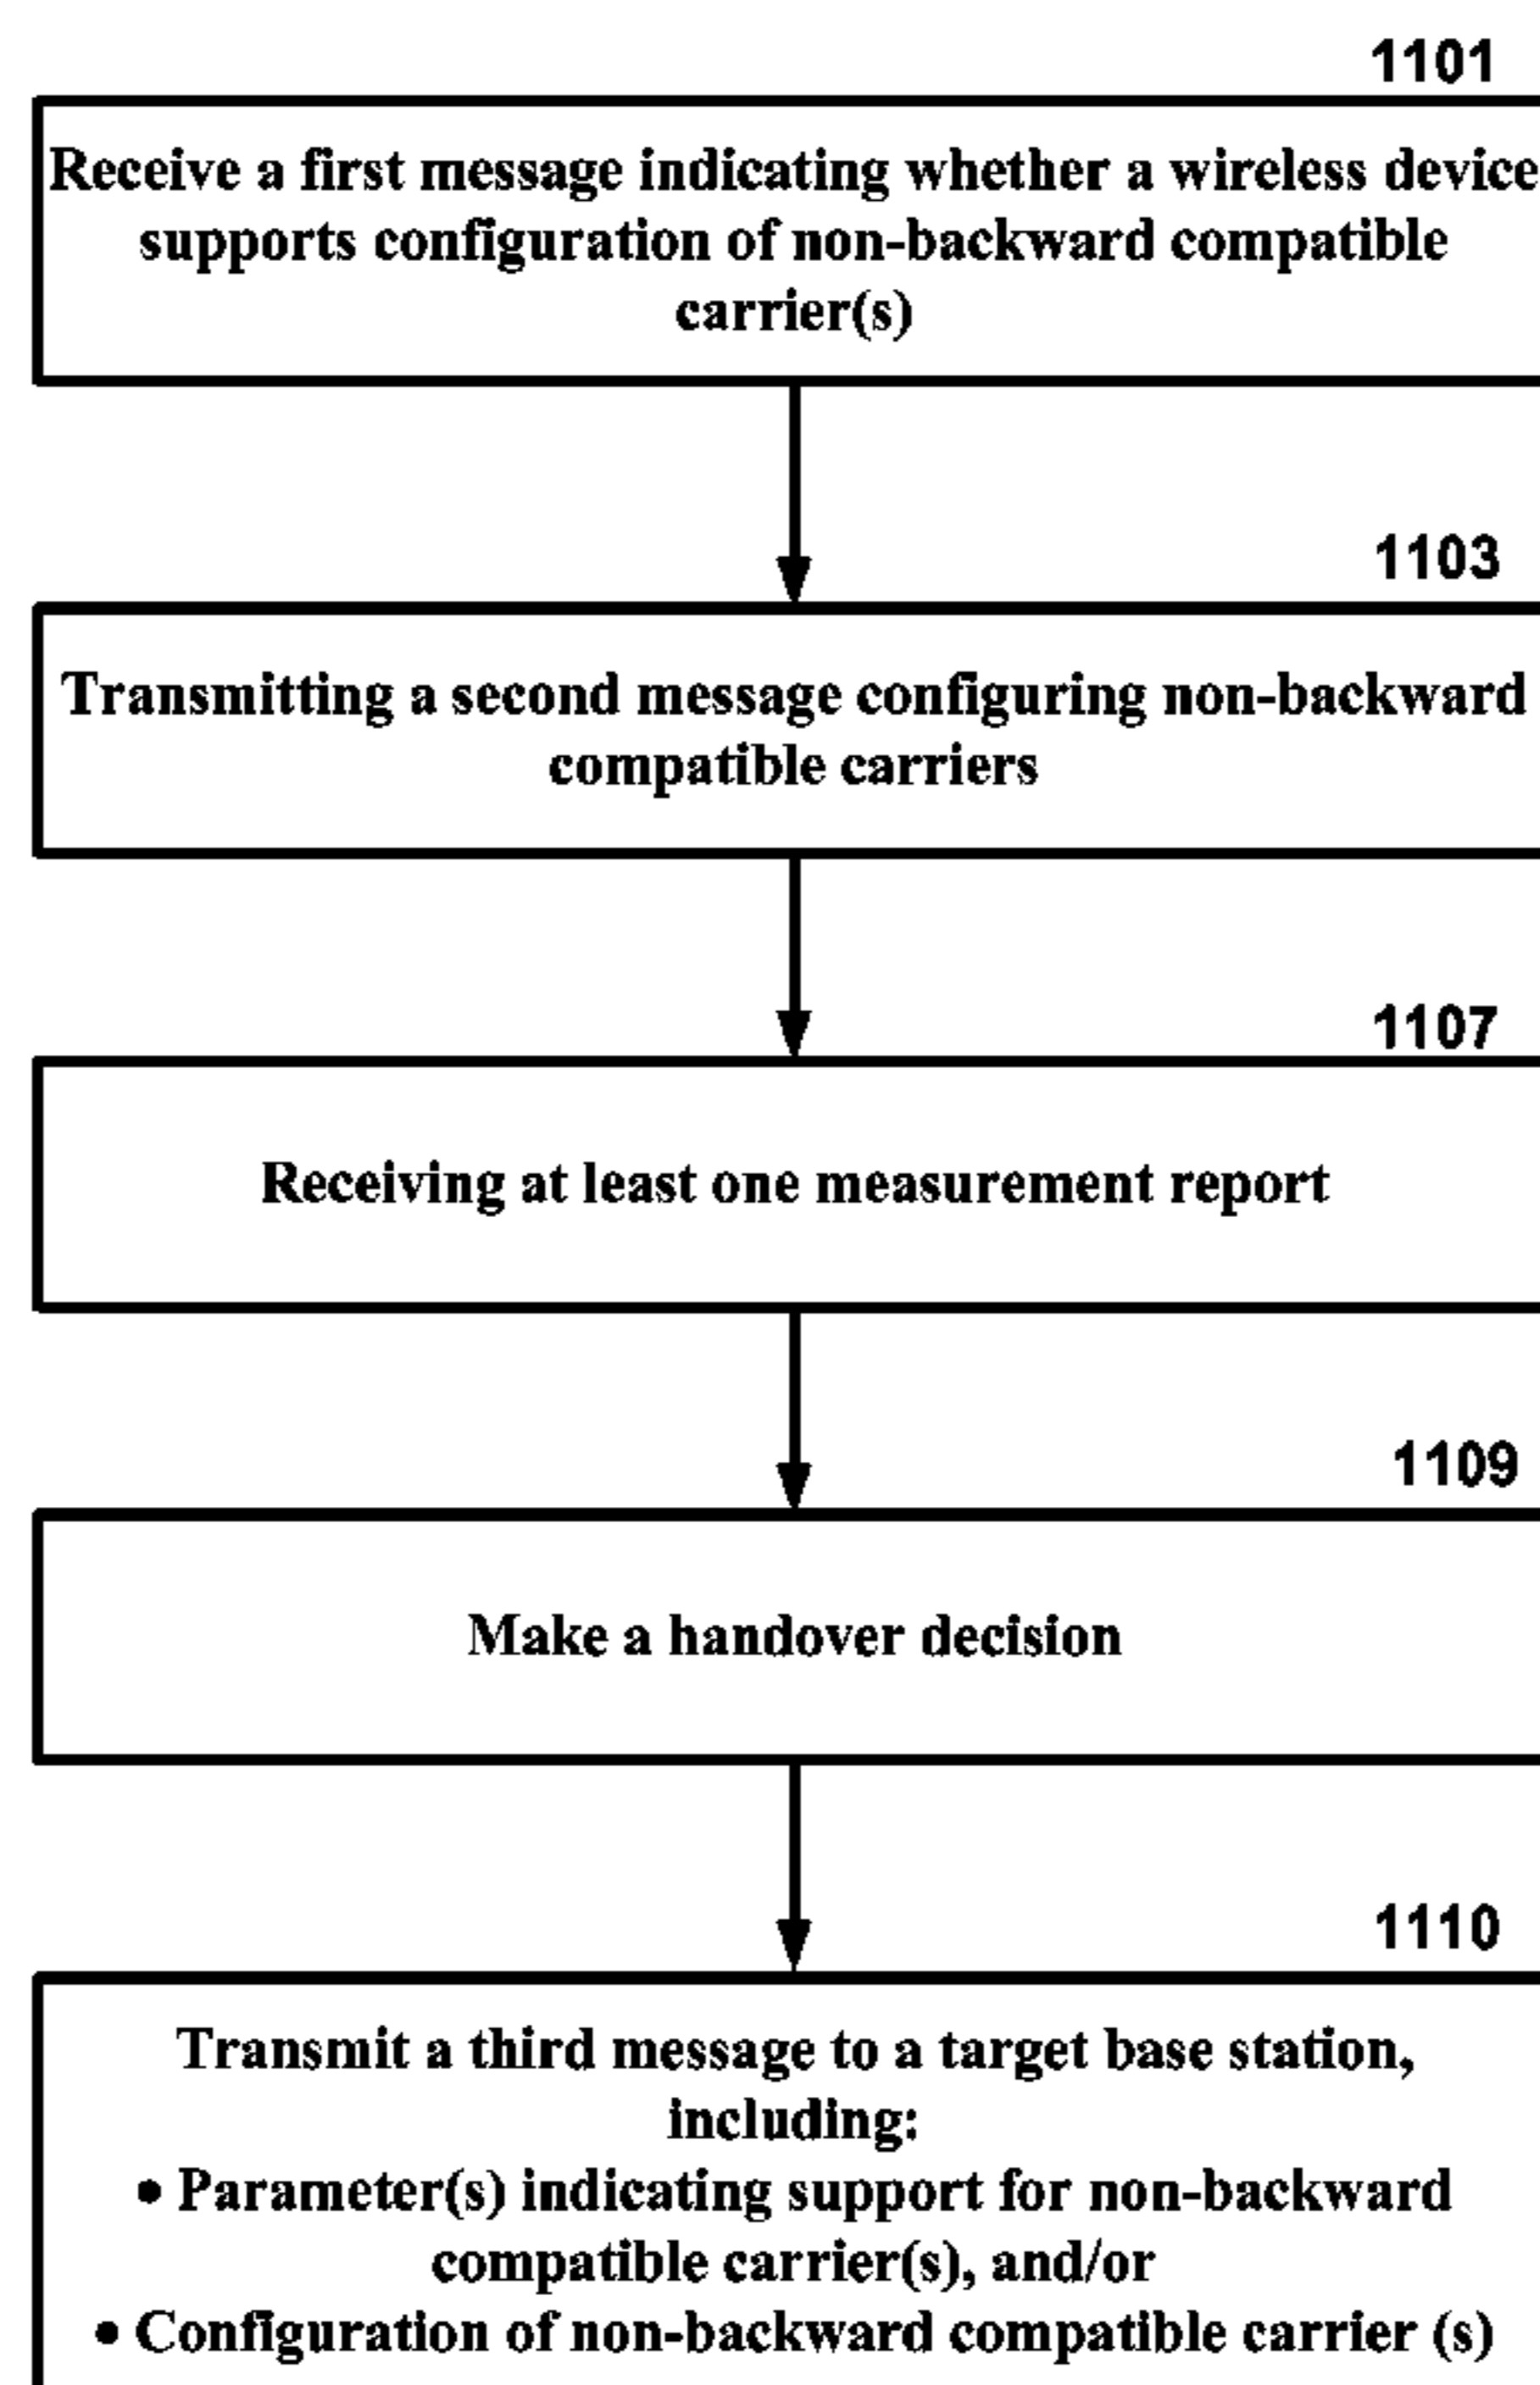 1101
Receive a first message indicating whether a wireless device
supports configuration of non-backward compatible
carrier(s)
1103
Transmitting a second message configuring non-backward
compatible carriers
1107
Receiving at least one measurement report
1109
Make a handover decision
1110
Transmit a third message to a target base station,
including:
• Parameter(s) indicating support for non-backward
compatible carrier(s), and/or
• Configuration of non-backward compatible carrier (s)